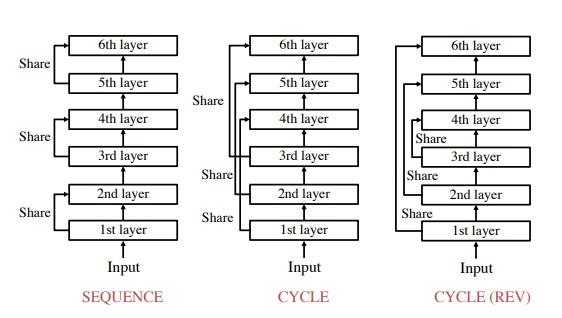 6th layer
Share
5th layer
4th layer
Share
3rd layer
2nd layer
Share
1st layer
Input
SEQUENCE
6th layer
5th layer
Share
4th layer
3rd layer
Share
2nd layer
Share
1st layer
Input
CYCLE
6th layer
5th layer
4th layer
Share
3rd layer
Share
2nd layer
Share
1st layer
Input
CYCLE (REV)